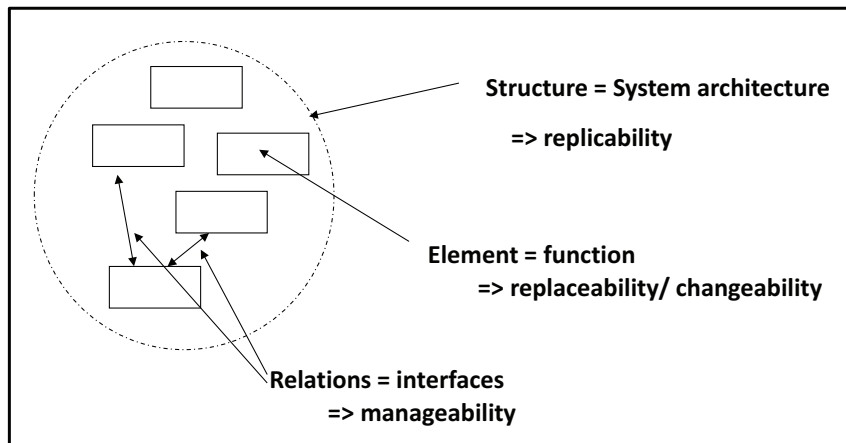 Structure = System architecture
=> replicability
Element = function
=> replaceability/ changeability
Relations = interfaces
=> manageability